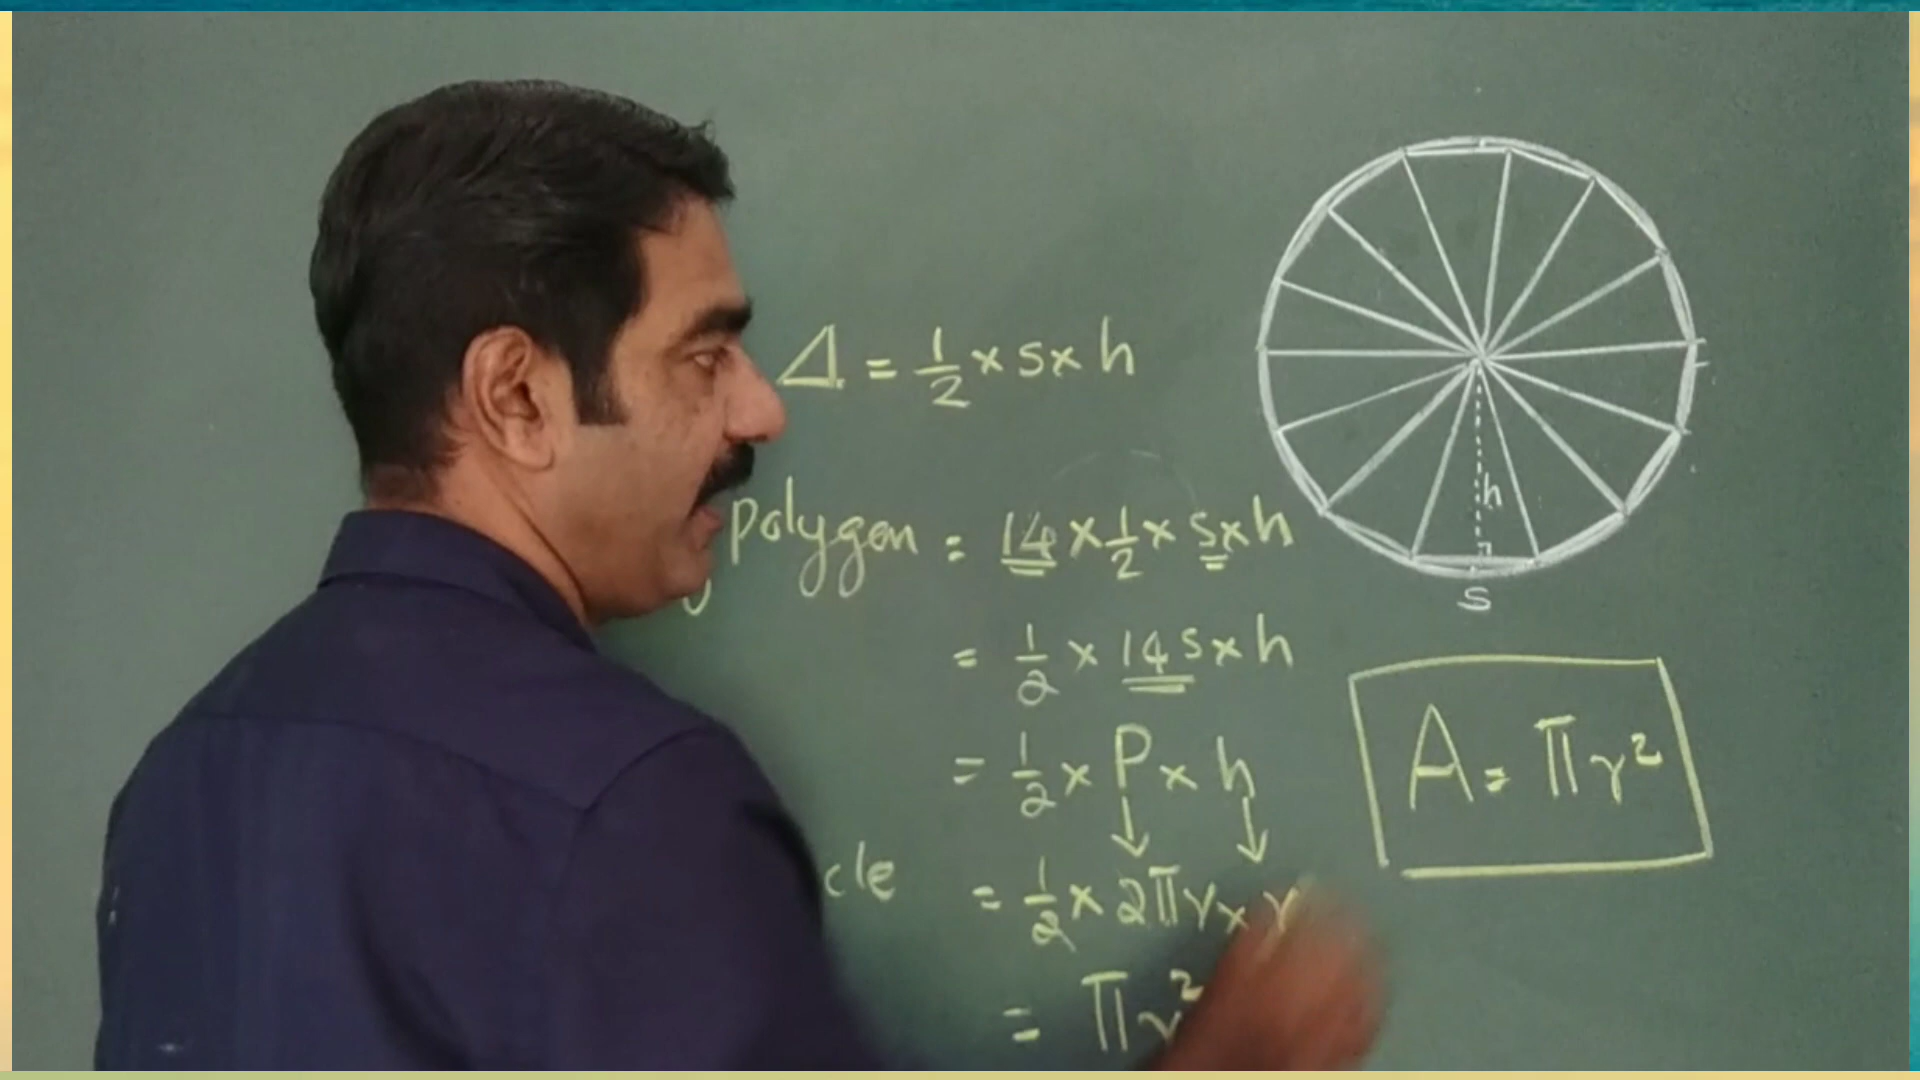 Δ = 1/2 × s × h
polygon = 14 × 1/2 × s × h
= 1/2 × 14 s × h
= 1/2 × P × h
cle = 1/2 × 2πr × r
= πr²
h
s
A = πr²